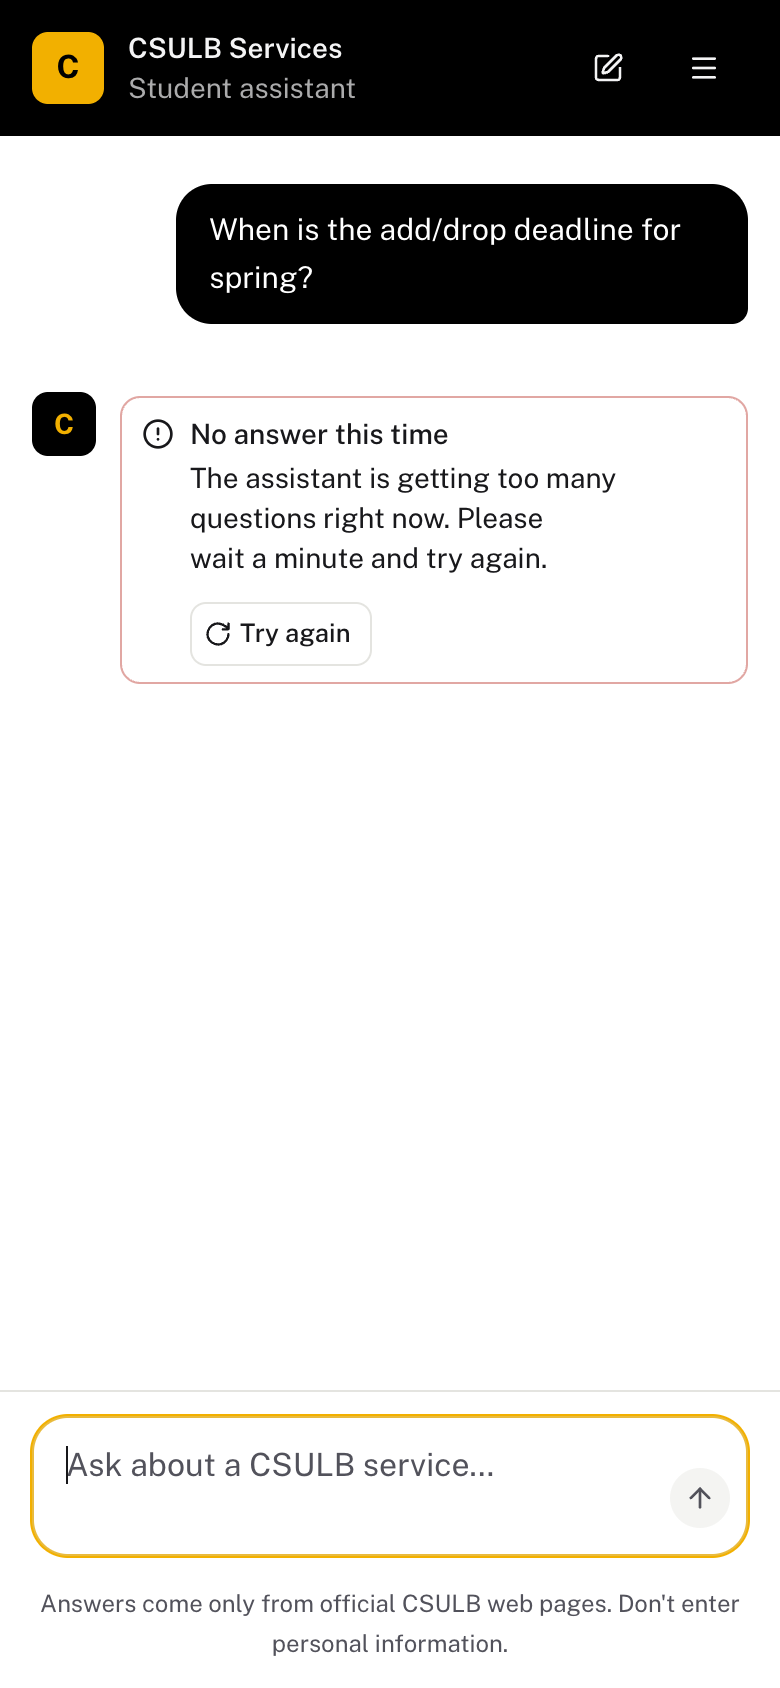 C
CSULB Services
Student assistant
When is the add/drop deadline for
spring?
C
No answer this time
The assistant is getting too many
questions right now. Please
wait a minute and try again.
Try again
Ask about a CSULB service...
Answers come only from official CSULB web pages. Don't enter
personal information.